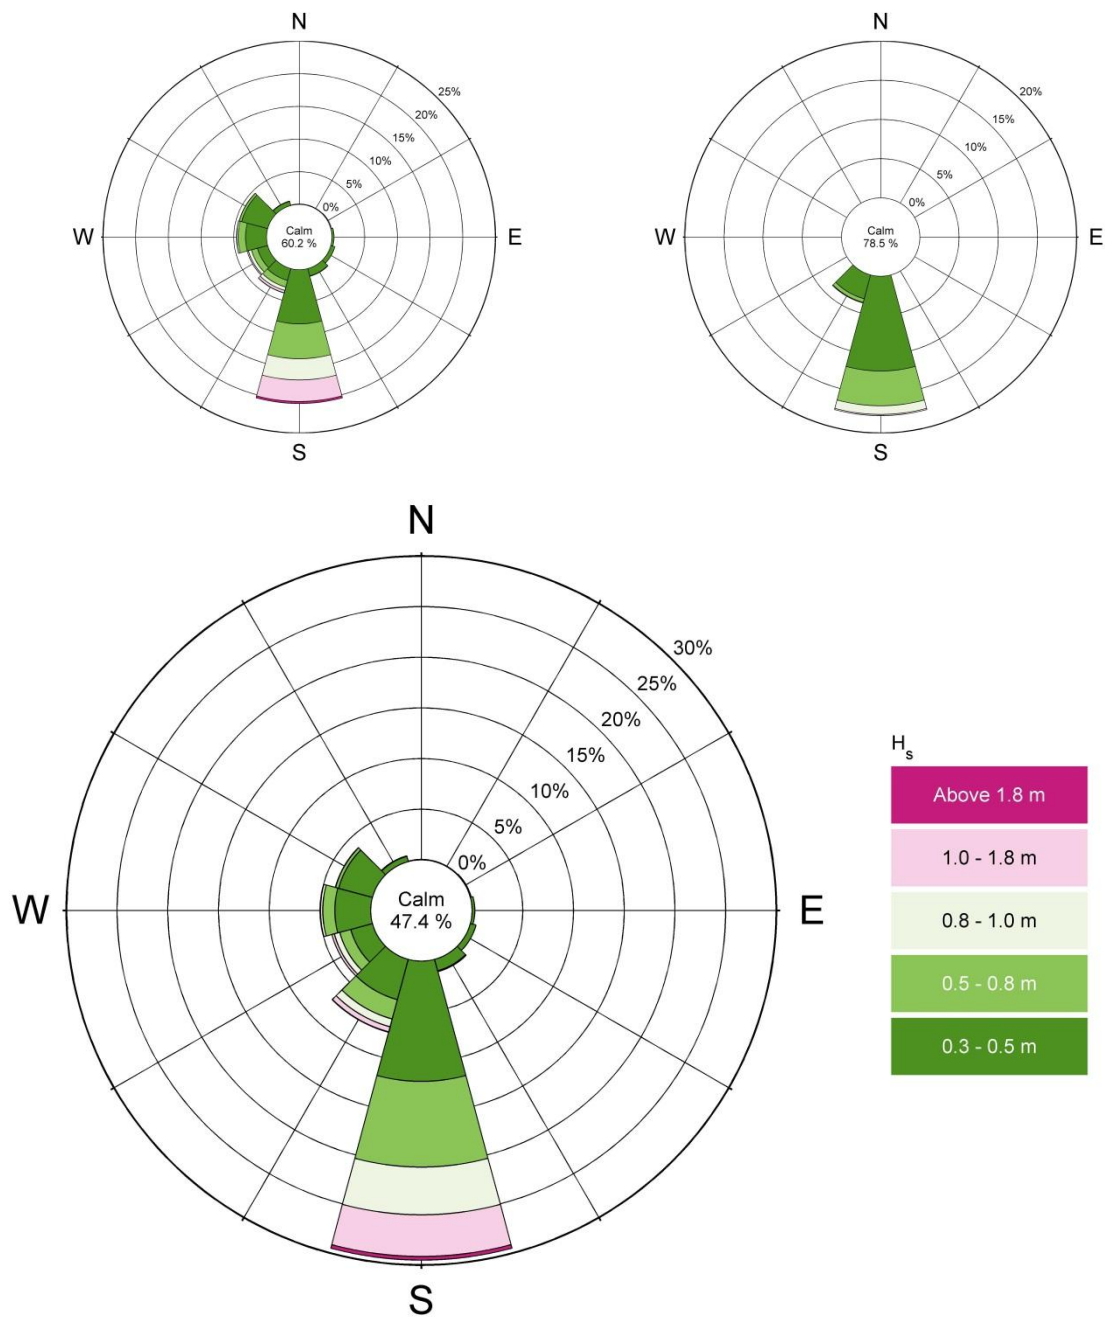 N
25%
20%
15%
10%
5%
0%
W
Calm
60.2 %
E
S
N
20%
15%
10%
5%
0%
W
Calm
78.5 %
E
S
N
30%
25%
20%
15%
10%
5%
0%
W
Calm
47.4 %
E
S
Hs
Above 1.8 m
1.0 - 1.8 m
0.8 - 1.0 m
0.5 - 0.8 m
0.3 - 0.5 m